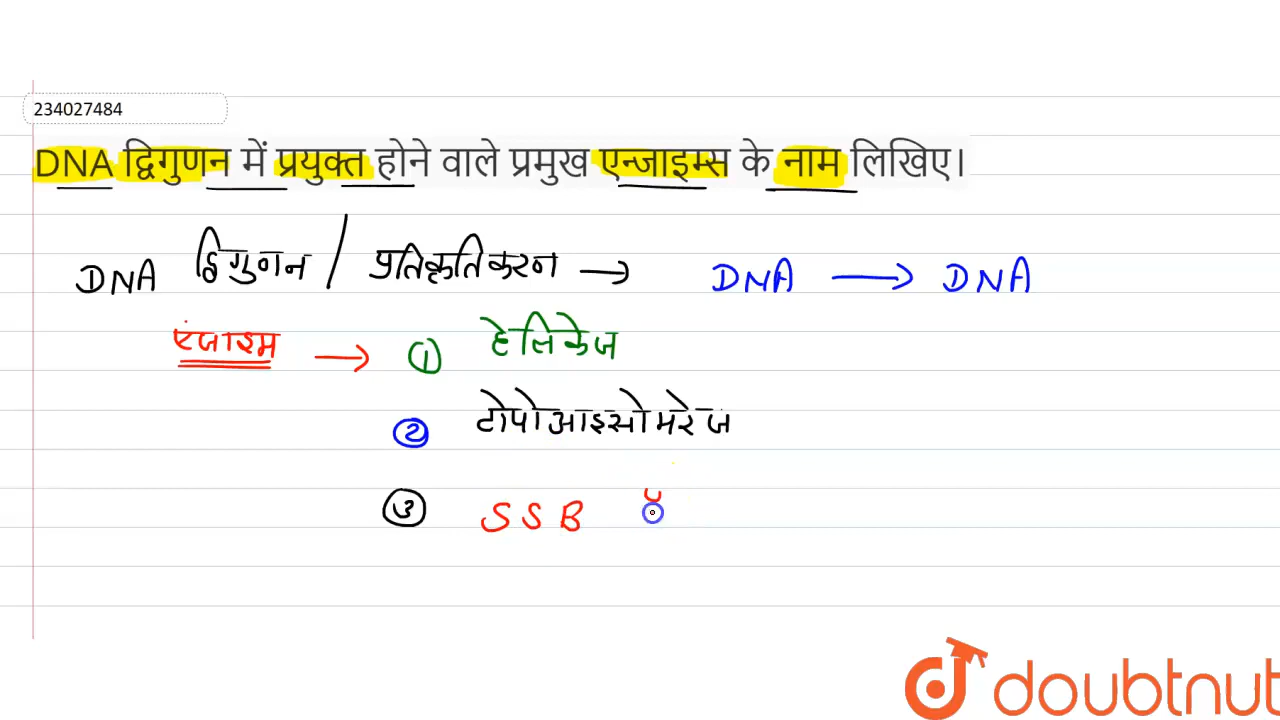 234027484
DNA द्विगुणन में प्रयुक्त होने वाले प्रमुख एन्जाइम्स के नाम लिखिए।
DNA द्विगुणन / प्रतिकृतिकरण → DNA → DNA
एंजाइम → ① हेलिकेज
② टोपोआइसोमरेज
③ SSB
doubtnut